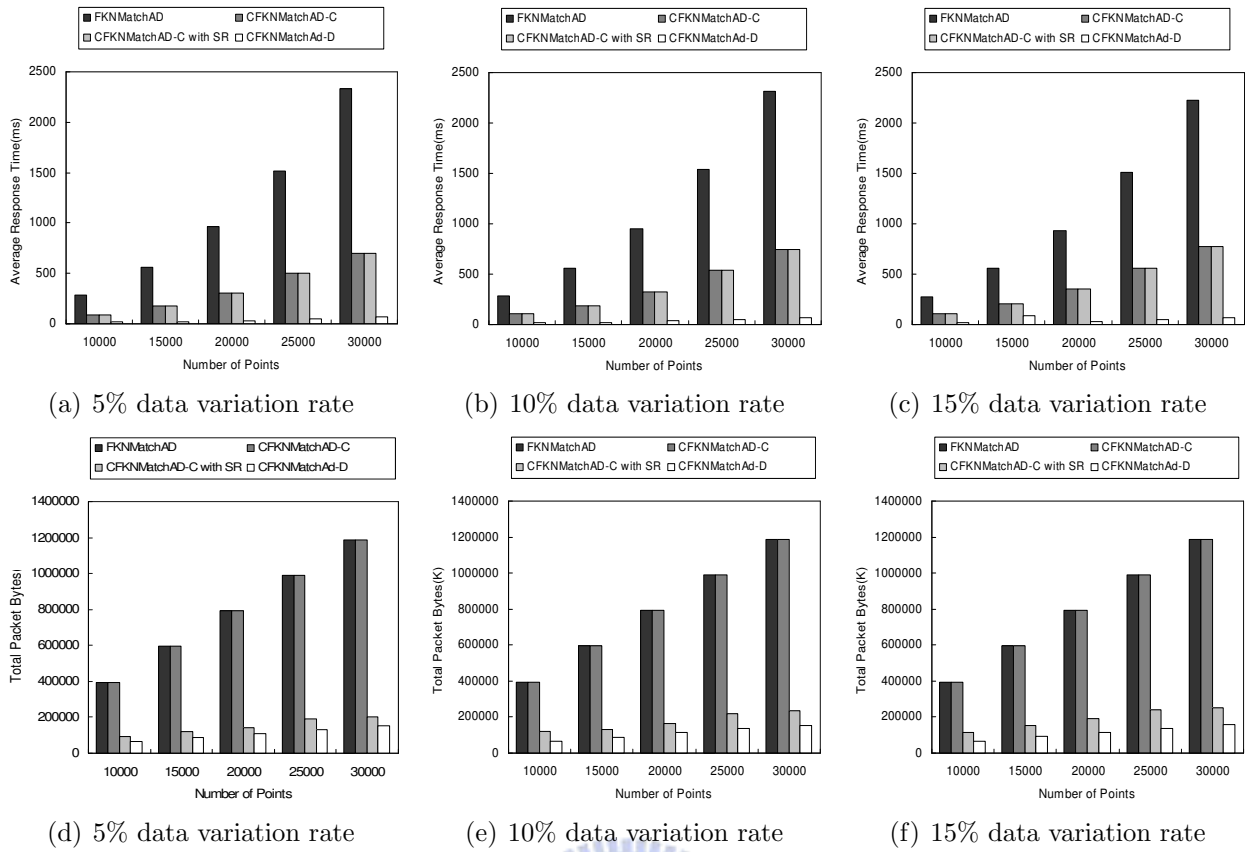 FKNMatchAD CFKNMatchAD-C
CFKNMatchAD-C with SR CFKNMatchAd-D
2500
2000
1500
1000
500
0
Average Response Time(ms)
10000 15000 20000 25000 30000
Number of Points
(a) 5% data variation rate
FKNMatchAD CFKNMatchAD-C
CFKNMatchAD-C with SR CFKNMatchAd-D
2500
2000
1500
1000
500
0
Average Response Time(ms)
10000 15000 20000 25000 30000
Number of Points
(b) 10% data variation rate
FKNMatchAD CFKNMatchAD-C
CFKNMatchAD-C with SR CFKNMatchAd-D
2500
2000
1500
1000
500
0
Average Response Time(ms)
10000 15000 20000 25000 30000
Number of Points
(c) 15% data variation rate
FKNMatchAD CFKNMatchAD-C
CFKNMatchAD-C with SR CFKNMatchAd-D
1400000
1200000
1000000
800000
600000
400000
200000
0
Total Packet Bytes(
10000 15000 20000 25000 30000
Number of Points
(d) 5% data variation rate
FKNMatchAD CFKNMatchAD-C
CFKNMatchAD-C with SR CFKNMatchAd-D
1400000
1200000
1000000
800000
600000
400000
200000
0
Total Packet Bytes(K)
10000 15000 20000 25000 30000
Number of Points
(e) 10% data variation rate
FKNMatchAD CFKNMatchAD-C
CFKNMatchAD-C with SR CFKNMatchAd-D
1400000
1200000
1000000
800000
600000
400000
200000
0
Total Packet Bytes(K)
10000 15000 20000 25000 30000
Number of Points
(f) 15% data variation rate